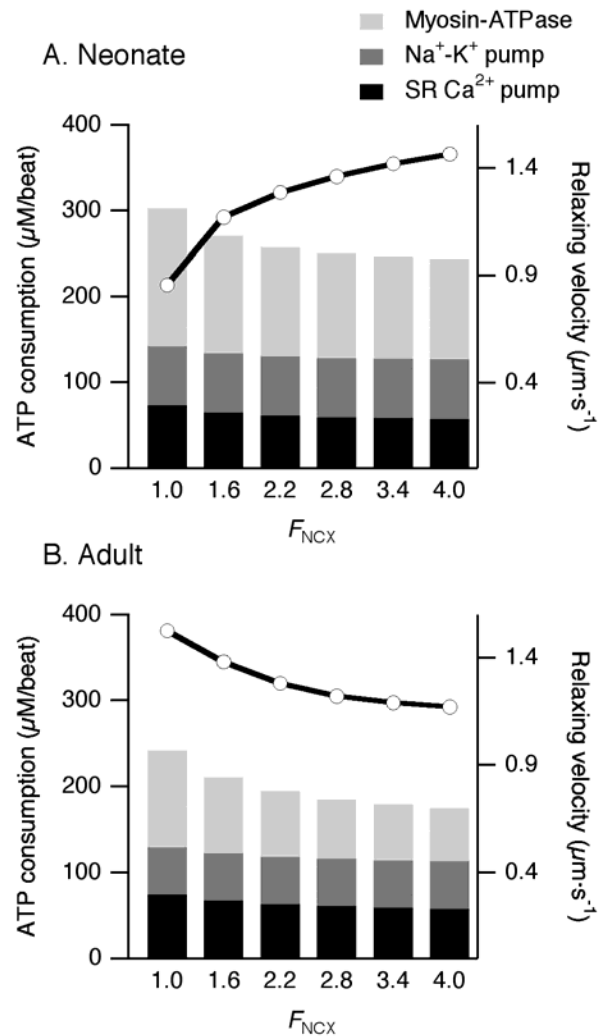 Myosin-ATPase
A. Neonate
Na⁺-K⁺ pump
SR Ca²⁺ pump
400
300
200
100
0
ATP consumption (µM/beat)
1.4
0.9
0.4
Relaxing velocity (µm·s⁻¹)
1.0 1.6 2.2 2.8 3.4 4.0
F_NCX
B. Adult
400
300
200
100
0
ATP consumption (µM/beat)
1.4
0.9
0.4
Relaxing velocity (µm·s⁻¹)
1.0 1.6 2.2 2.8 3.4 4.0
F_NCX